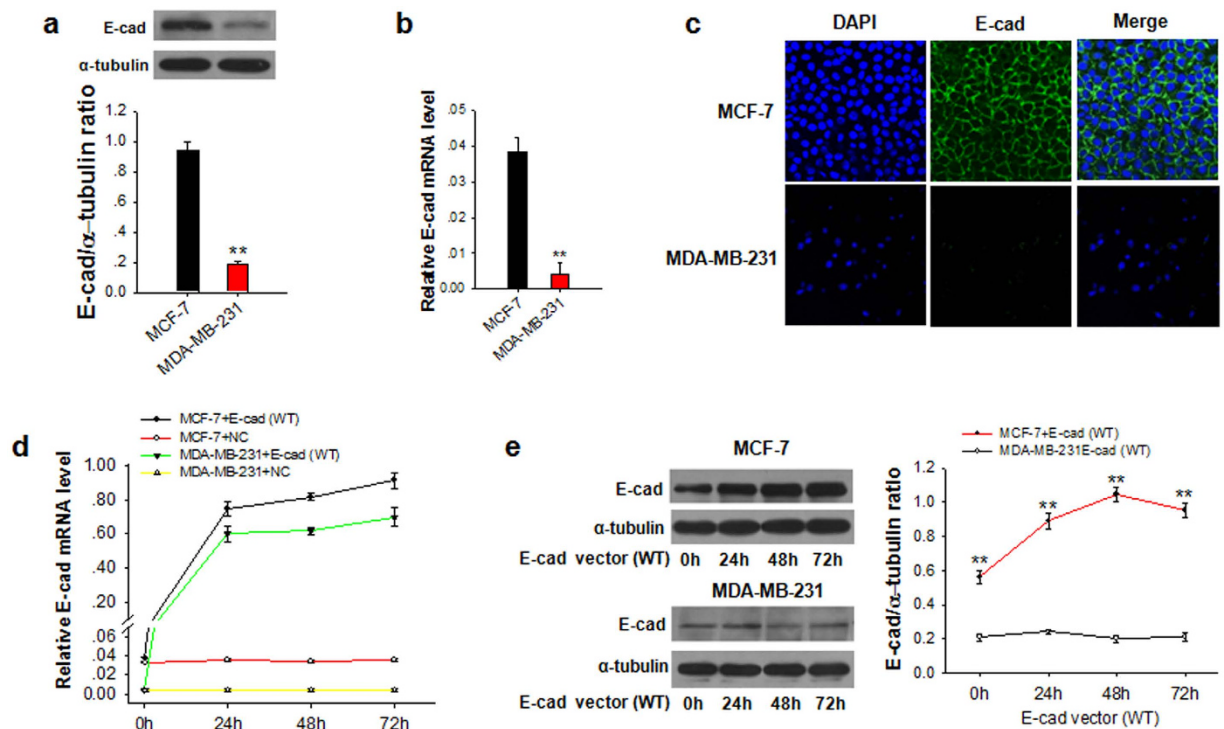 a
E-cad
α-tubulin
E-cad/α-tubulin ratio
1.2
1.0
.8
.6
.4
.2
0.0
**
MCF-7
MDA-MB-231
b
Relative E-cad mRNA level
.05
.04
.03
.02
.01
0.00
**
MCF-7
MDA-MB-231
c
DAPI E-cad Merge
MCF-7
MDA-MB-231
d
MCF-7+E-cad (WT)
MCF-7+NC
MDA-MB-231+E-cad (WT)
MDA-MB-231+NC
Relative E-cad mRNA level
1.00
.80
.60
.40
.20
.06
.04
.02
0.00
0h 24h 48h 72h
e
MCF-7
E-cad
α-tubulin
E-cad vector (WT) 0h 24h 48h 72h
MDA-MB-231
E-cad
α-tubulin
E-cad vector (WT) 0h 24h 48h 72h
MCF-7+E-cad (WT)
MDA-MB-231E-cad (WT)
E-cad/α-tubulin ratio
1.2
1.0
0.8
0.6
0.4
0.2
0.0
** ** ** **
0h 24h 48h 72h
E-cad vector (WT)